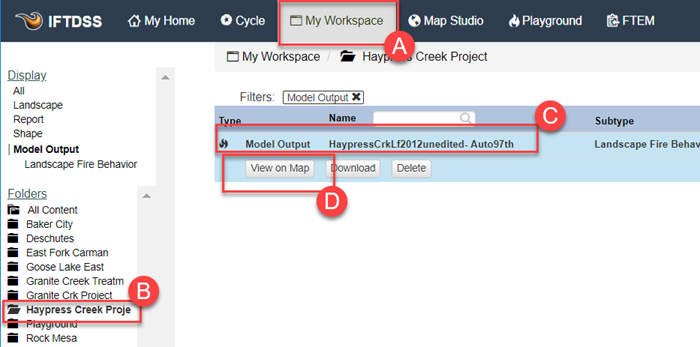 IFTDSS My Home Cycle My Workspace Map Studio Playground FTEM
A
My Workspace / Haypress Creek Project
Display
All
Landscape
Report
Shape
Model Output
Landscape Fire Behavior
Folders
All Content
Baker City
Deschutes
East Fork Carman
Goose Lake East
Granite Creek Treatm
Granite Crk Project
B
Haypress Creek Proje
Playground
Rock Mesa
Filters: Model Output ✖
C
Type Name Subtype
Model Output HaypressCrkLf2012unedited- Auto97th Landscape Fire Behav
View on Map Download Delete
D